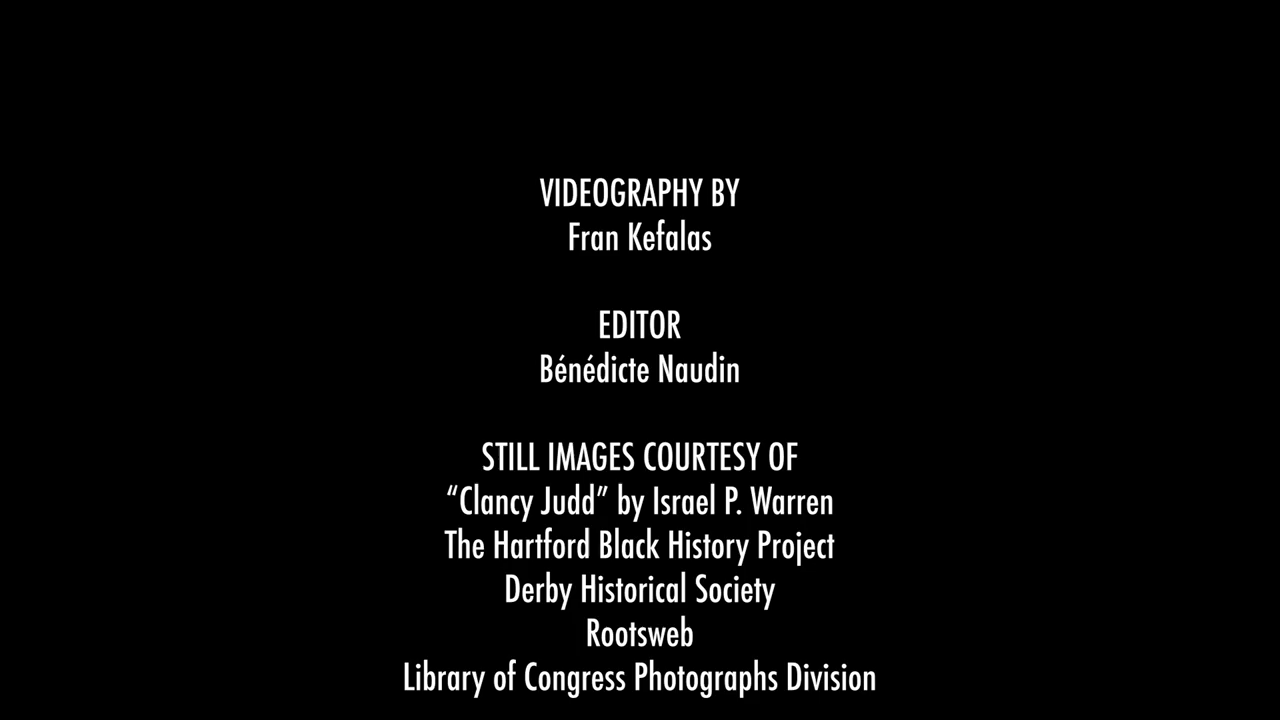 VIDEOGRAPHY BY
Fran Kefalas
EDITOR
Bénédicte Naudin
STILL IMAGES COURTESY OF
“Clancy Judd” by Israel P. Warren
The Hartford Black History Project
Derby Historical Society
Rootsweb
Library of Congress Photographs Division